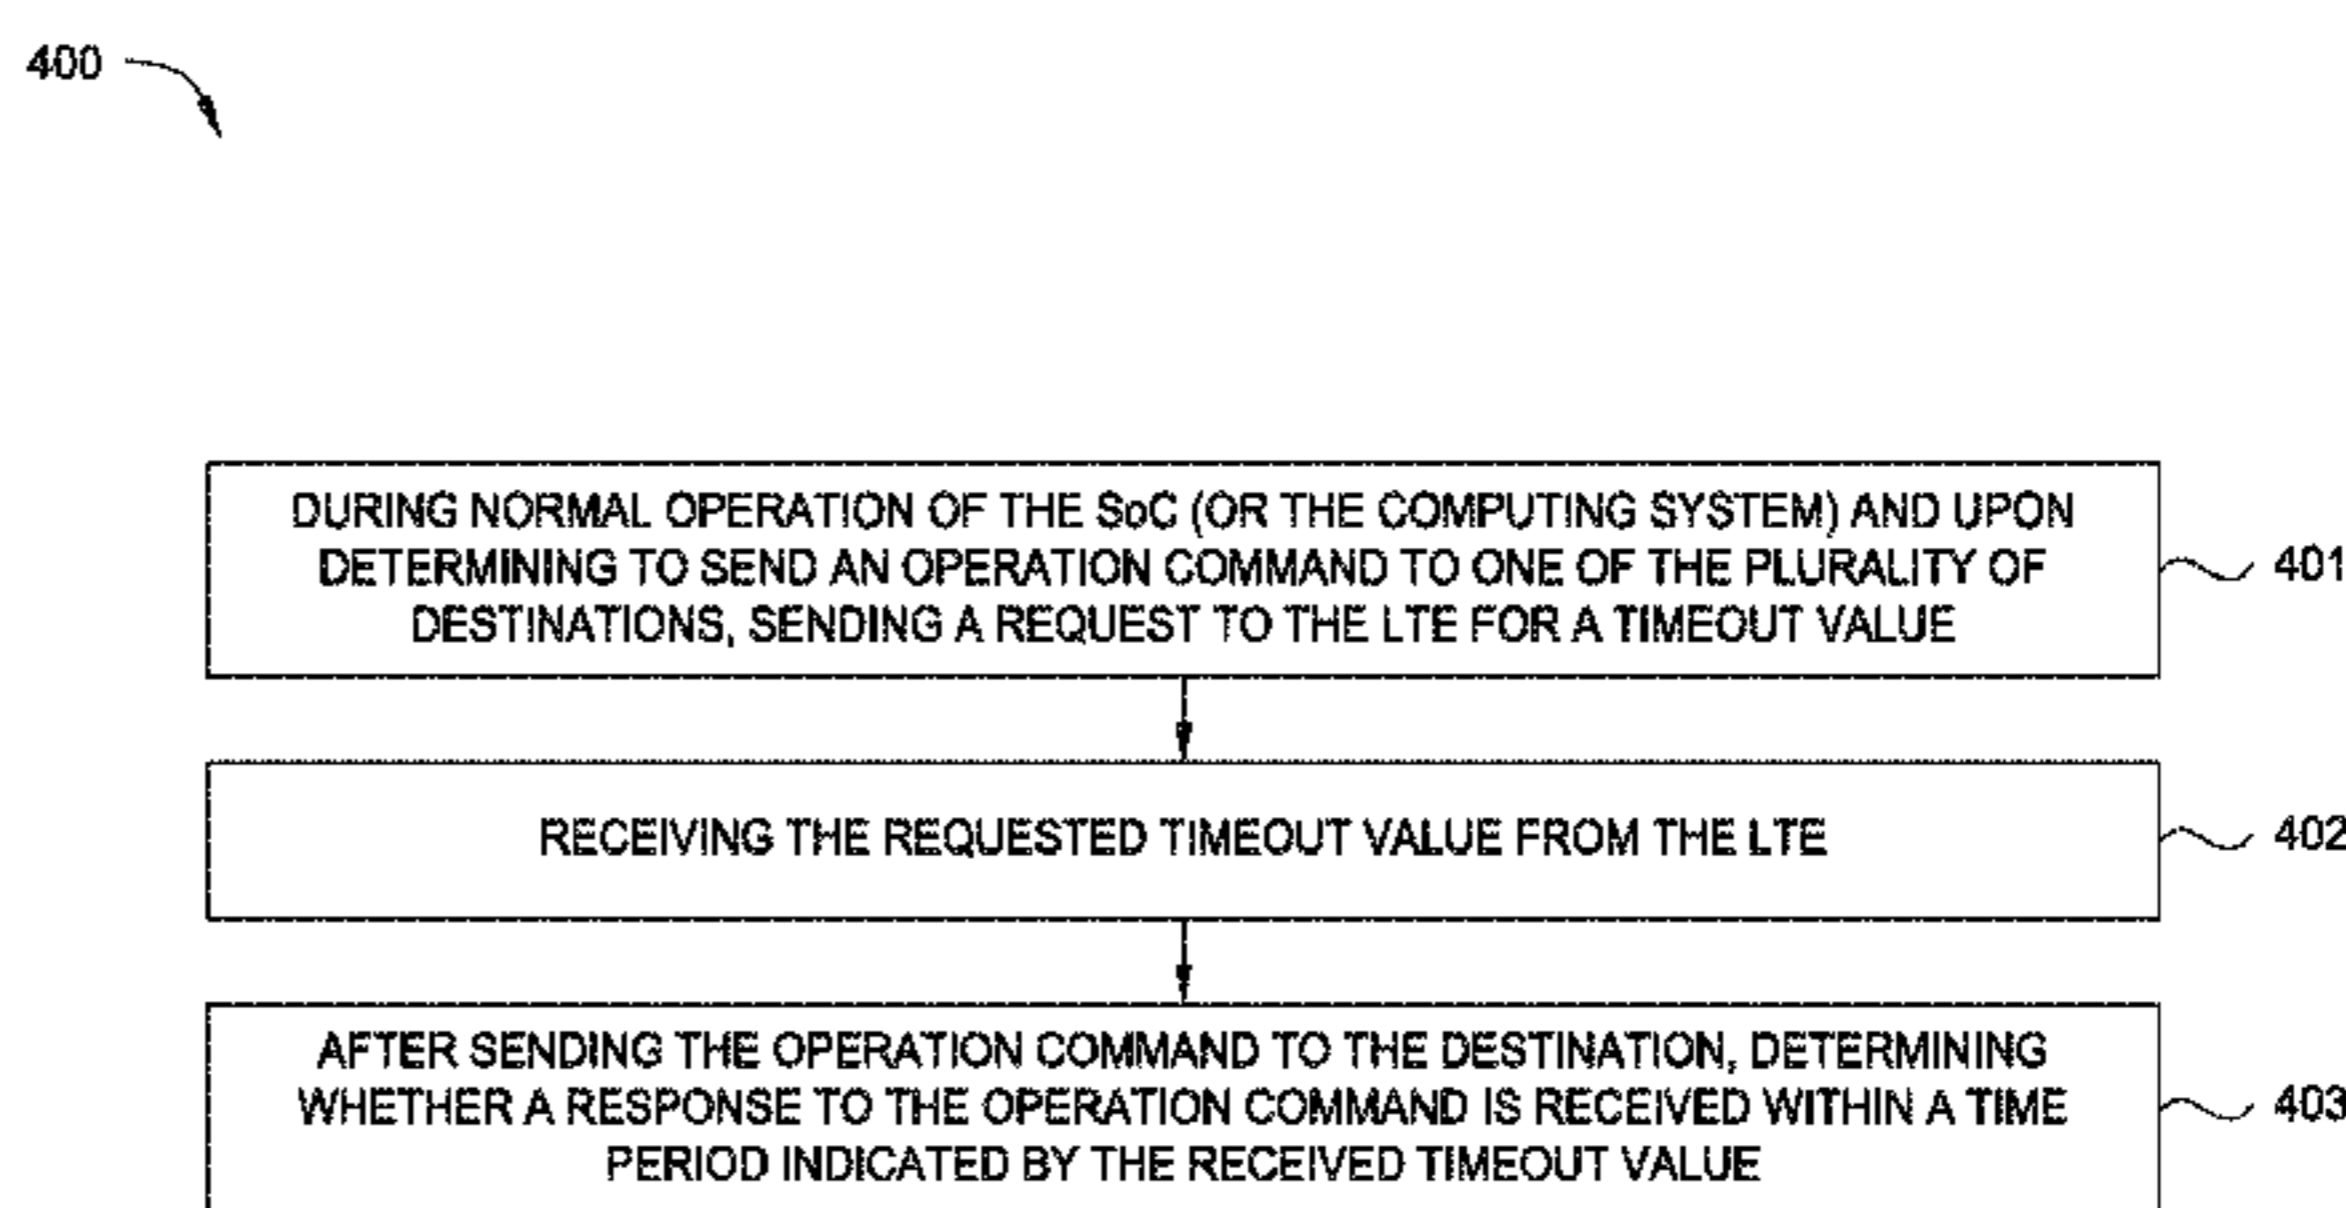 400
DURING NORMAL OPERATION OF THE SoC (OR THE COMPUTING SYSTEM) AND UPON
DETERMINING TO SEND AN OPERATION COMMAND TO ONE OF THE PLURALITY OF
DESTINATIONS, SENDING A REQUEST TO THE LTE FOR A TIMEOUT VALUE
401
RECEIVING THE REQUESTED TIMEOUT VALUE FROM THE LTE
402
AFTER SENDING THE OPERATION COMMAND TO THE DESTINATION, DETERMINING
WHETHER A RESPONSE TO THE OPERATION COMMAND IS RECEIVED WITHIN A TIME
PERIOD INDICATED BY THE RECEIVED TIMEOUT VALUE
403